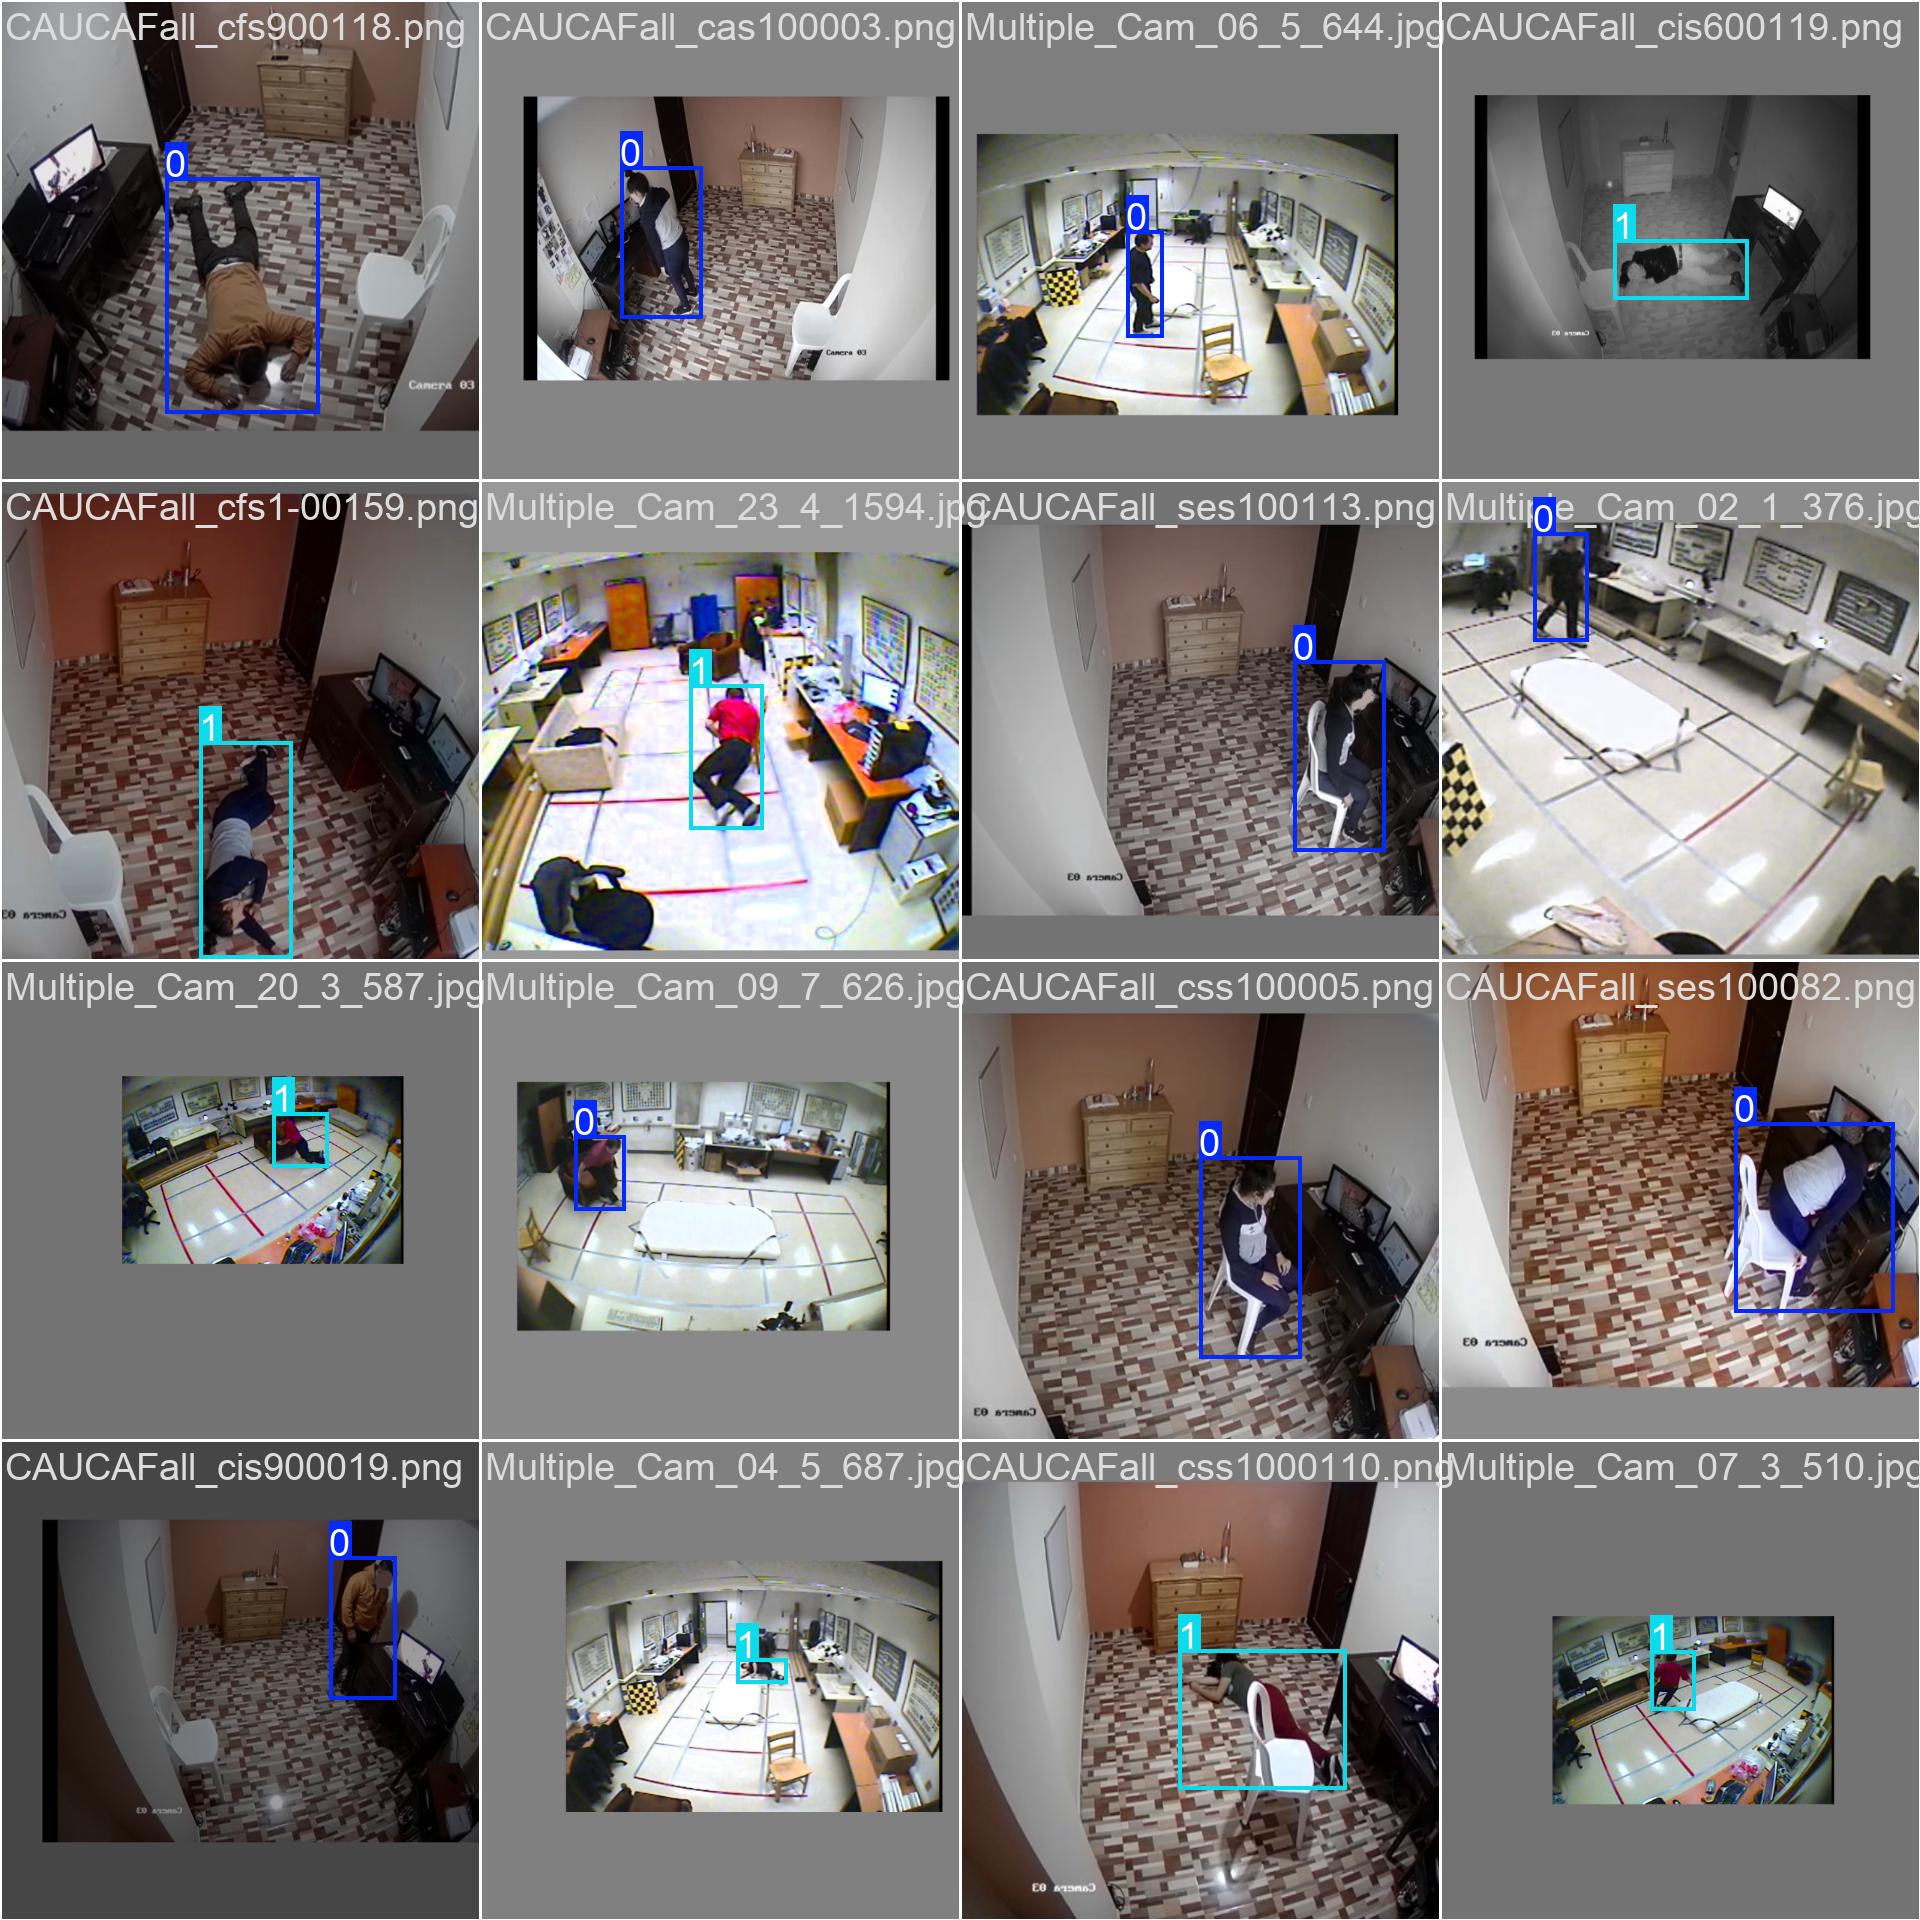 CAUCAFall_cfs900118.png
CAUCAFall_cas100003.png
Multiple_Cam_06_5_644.jpg
CAUCAFall_cis600119.png
0
0
0
1
Camera 03
Camera 03
Camera 03
CAUCAFall_cfs1-00159.png
Multiple_Cam_23_4_1594.jpg
CAUCAFall_ses100113.png
Multiple_Cam_02_1_376.jpg
1
1
0
0
Camera 03
Camera 03
Multiple_Cam_20_3_587.jpg
Multiple_Cam_09_7_626.jpg
CAUCAFall_css100005.png
CAUCAFall_ses100082.png
1
0
0
0
Camera 03
Camera 03
CAUCAFall_cis900019.png
Multiple_Cam_04_5_687.jpg
CAUCAFall_css1000110.png
Multiple_Cam_07_3_510.jpg
0
1
1
1
Camera 03
Camera 03